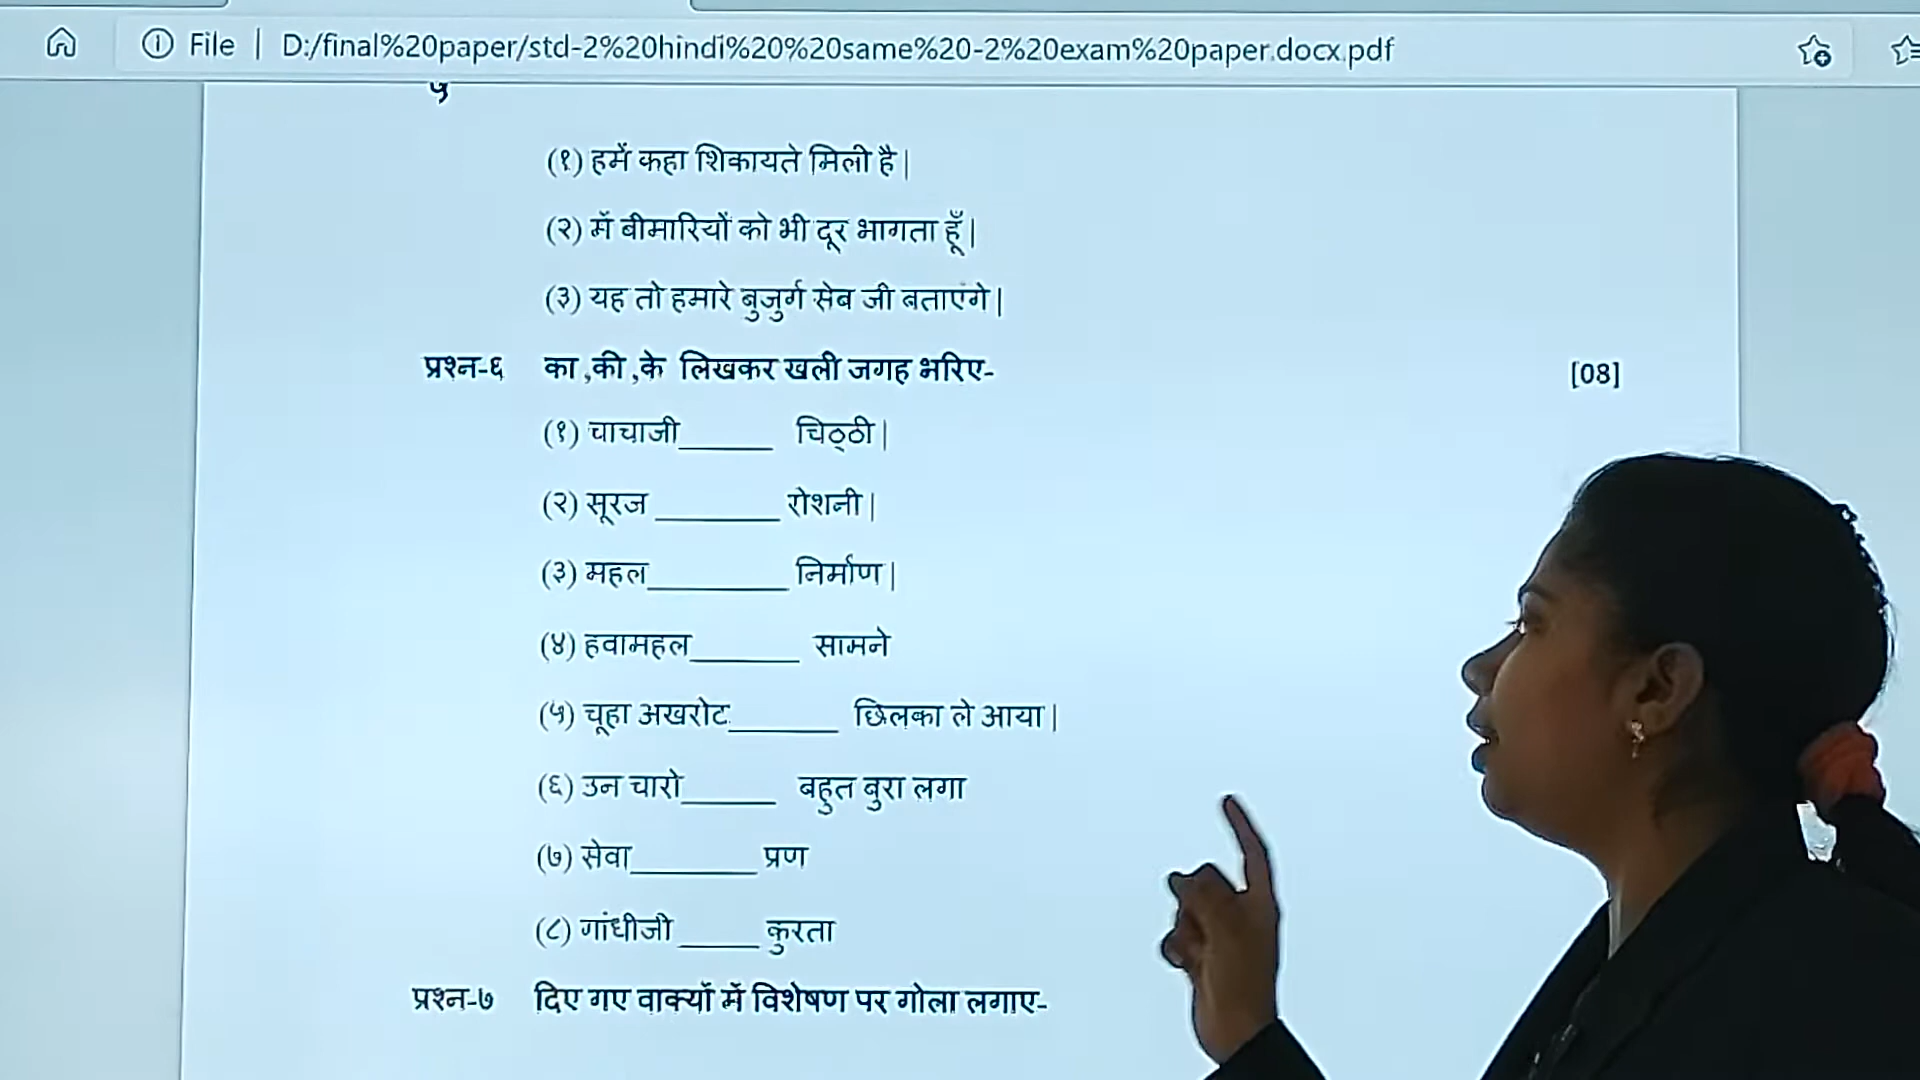 File | D:/final%20paper/std-2%20hindi%20%20same%20-2%20exam%20paper.docx.pdf
५
(१) हमें कहा शिकायते मिली है|
(२) में बीमारियों को भी दूर भागता हूँ|
(३) यह तो हमारे बुजुर्ग सेब जी बताएंगे|
प्रश्न-६ का ,की ,के लिखकर खली जगह भरिए- [08]
(१) चाचाजी______ चिठ्ठी|
(२) सूरज ________ रोशनी|
(३) महल_________ निर्माण|
(४) हवामहल_______ सामने
(५) चूहा अखरोट_______ छिलका ले आया|
(६) उन चारो______ बहुत बुरा लगा
(७) सेवा________ प्रण
(८) गांधीजी _____ कुरता
प्रश्न-७ दिए गए वाक्यों में विशेषण पर गोला लगाए-